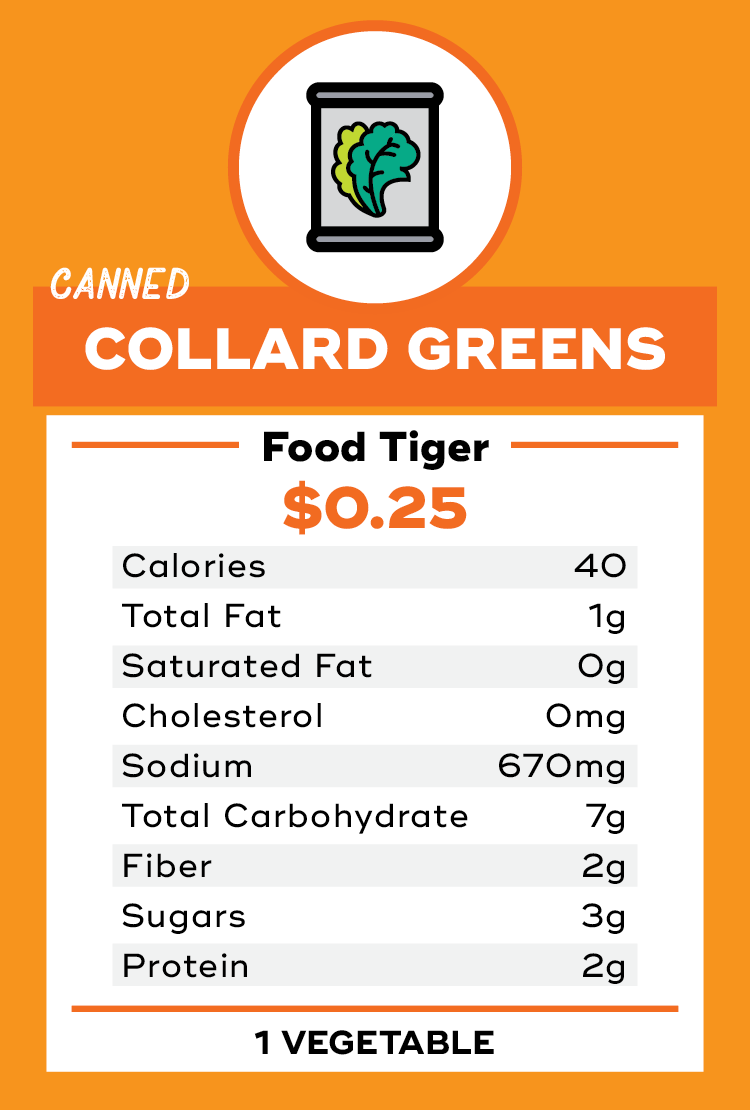 CANNED
COLLARD GREENS
Food Tiger
$0.25
Calories 40
Total Fat 1g
Saturated Fat 0g
Cholesterol 0mg
Sodium 670mg
Total Carbohydrate 7g
Fiber 2g
Sugars 3g
Protein 2g
1 VEGETABLE